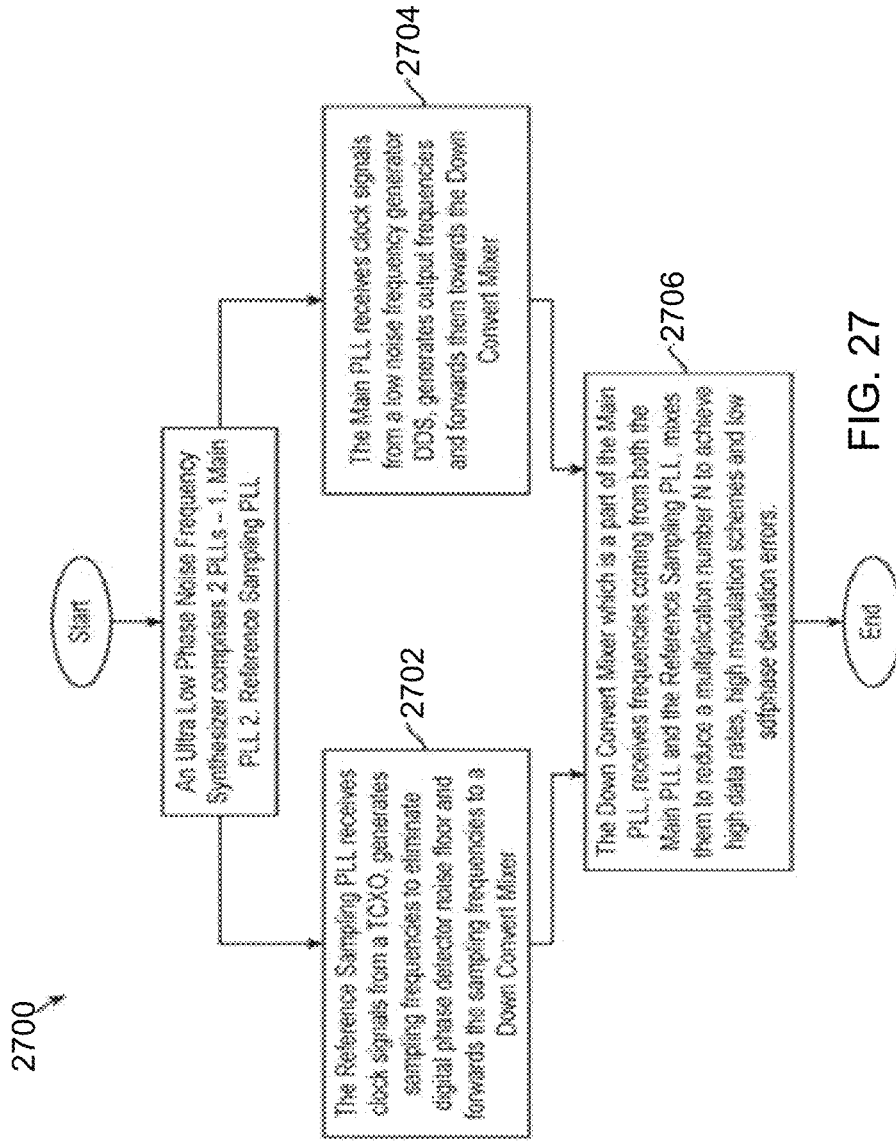 2700
Start
An Ultra Low Phase Noise Frequency
Synthesizer comprises 2 PLLs – 1. Main
PLL 2. Reference Sampling PLL
The Reference Sampling PLL receives
clock signals from a TCXO, generates
sampling frequencies to eliminate
digital phase detector noise floor and
forwards the sampling frequencies to a
Down Convert Mixer
2702
The Main PLL receives clock signals
from a low noise frequency generator
DDS, generates output frequencies
and forwards them towards the Down
Convert Mixer
2704
The Down Convert Mixer which is a part of the Main
PLL, receives frequencies coming from both the
Main PLL and the Reference Sampling PLL, mixes
them to reduce a multiplication number N to achieve
high data rates, high modulation schemes and low
adfphase deviation errors.
2706
End
FIG. 27